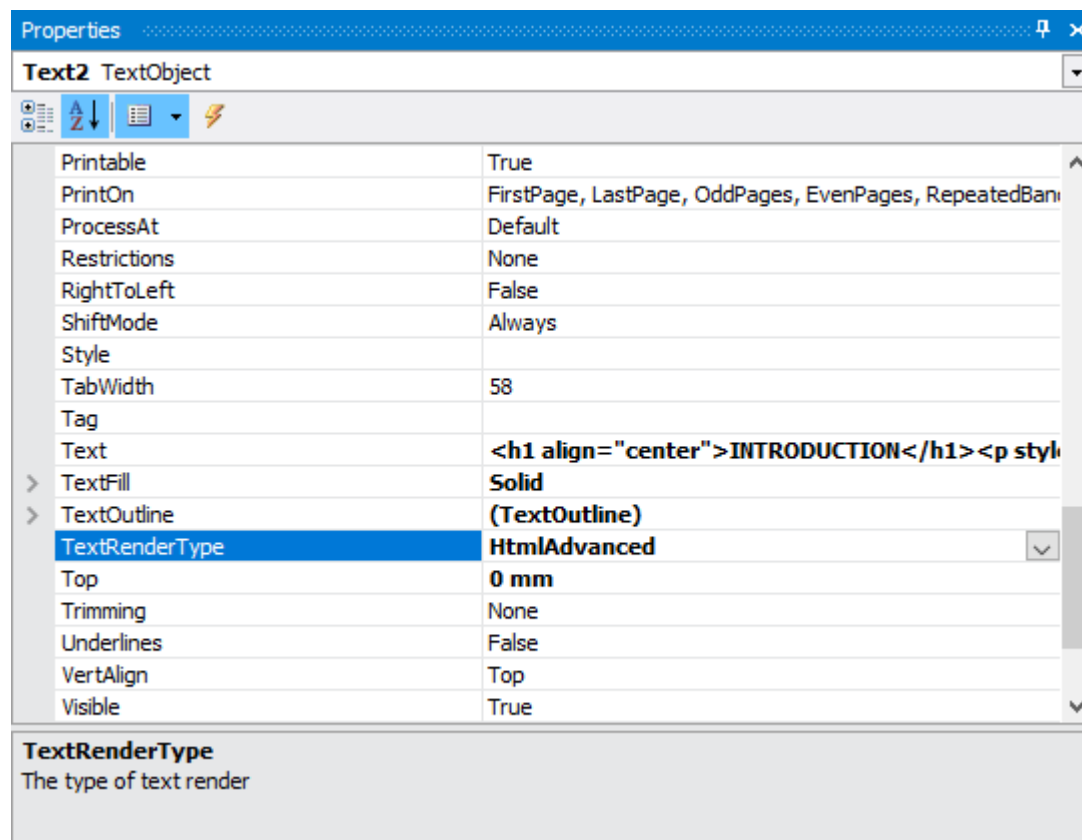 Properties
Text2 TextObject
Printable True
PrintOn FirstPage, LastPage, OddPages, EvenPages, RepeatedBan
ProcessAt Default
Restrictions None
RightToLeft False
ShiftMode Always
Style
TabWidth 58
Tag
Text <h1 align="center">INTRODUCTION</h1><p styl
TextFill Solid
TextOutline (TextOutline)
TextRenderType HtmlAdvanced
Top 0 mm
Trimming None
Underlines False
VertAlign Top
Visible True
TextRenderType
The type of text render